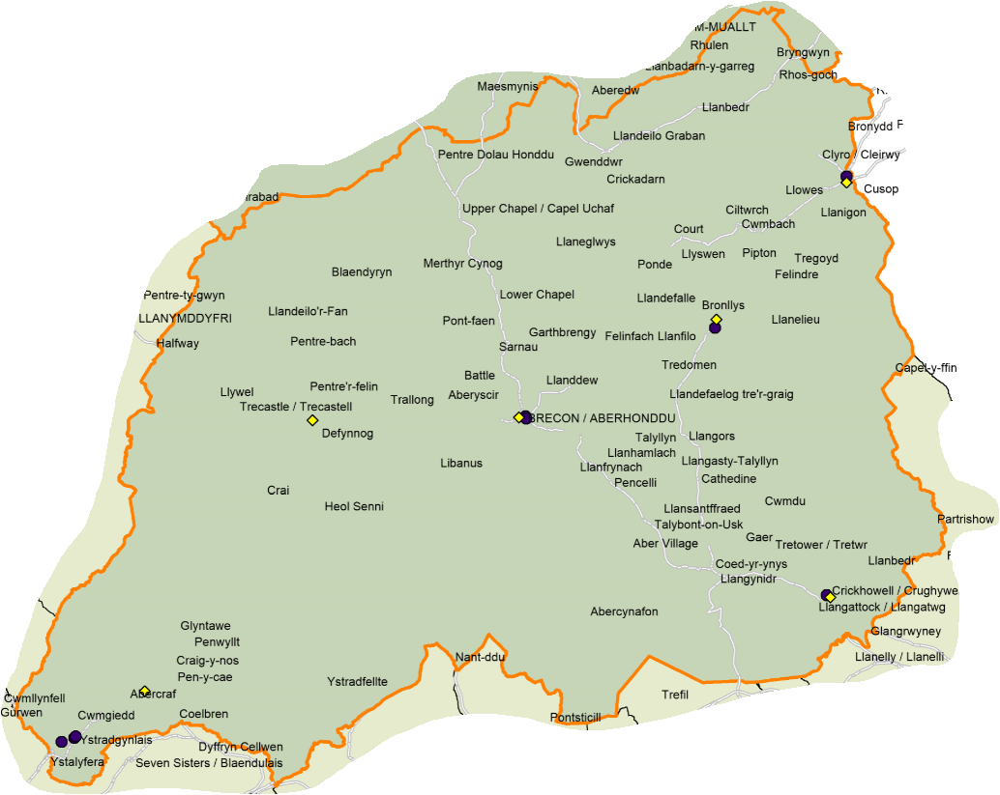 M-MUALLT
Rhulen
Bryngwyn
Llanbadarn-y-garreg
Rhos-goch
Maesmynis
Aberedw
Llanbedr
Bronydd
Llandeilo Graban
Pentre Dolau Honddu
Clyro / Cleirwy
Gwenddwr
Crickadarn
Llowes
Cusop
irabad
Upper Chapel / Capel Uchaf
Ciltwrch
Llanigon
Cwmbach
Court
Llaneglwys
Llyswen
Pipton
Tregoyd
Merthyr Cynog
Ponde
Blaendyryn
Felindre
Pentre-ty-gwyn
Lower Chapel
Llandefalle
Bronllys
Llandeilo'r-Fan
LLANYMDDYFRI
Pont-faen
Llanelieu
Garthbrengy
Felinfach
Llanfilo
Halfway
Pentre-bach
Sarnau
Tredomen
Capel-y-ffin
Battle
Llanddew
Pentre'r-felin
Llywel
Trallong
Aberyscir
Llandefaelog tre'r-graig
Trecastle / Trecastell
BRECON / ABERHONDDU
Defynnog
Talyllyn
Llangors
Llanhamlach
Libanus
Llanfrynach
Llangasty-Talyllyn
Pencelli
Cathedine
Crai
Heol Senni
Cwmdu
Llansantffraed
Partrishow
Talybont-on-Usk
Gaer
Aber Village
Tretower / Tretwr
Coed-yr-ynys
Llanbedr
Llangynidr
Crickhowell / Crughywe
Abercynafon
Llangattock / Llangatwg
Glyntawe
Glangrwyney
Penwyllt
Craig-y-nos
Nant-ddu
Llanelly / Llanelli
Pen-y-cae
Ystradfellte
Abercraf
Trefil
Cwmllynfell
Gurwen
Cwmgiedd
Coelbren
Pontsticill
Ystradgynlais
Dyffryn Cellwen
Ystalyfera
Seven Sisters / Blaendulais